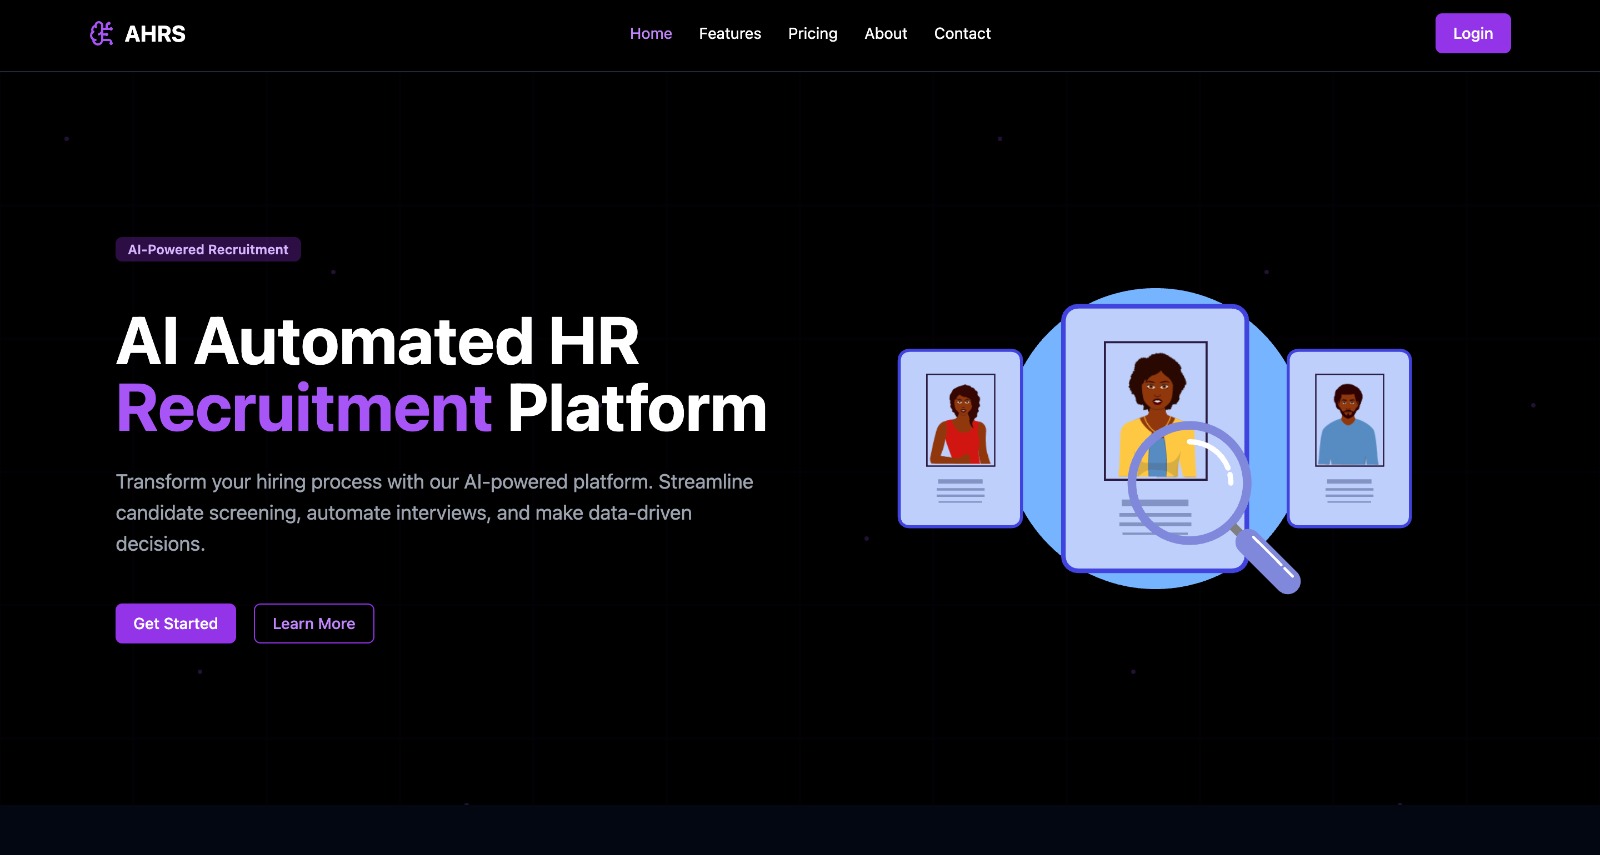 AHRS
Home
Features
Pricing
About
Contact
Login
AI-Powered Recruitment
AI Automated HR
Recruitment Platform
Transform your hiring process with our AI-powered platform. Streamline
candidate screening, automate interviews, and make data-driven
decisions.
Get Started
Learn More